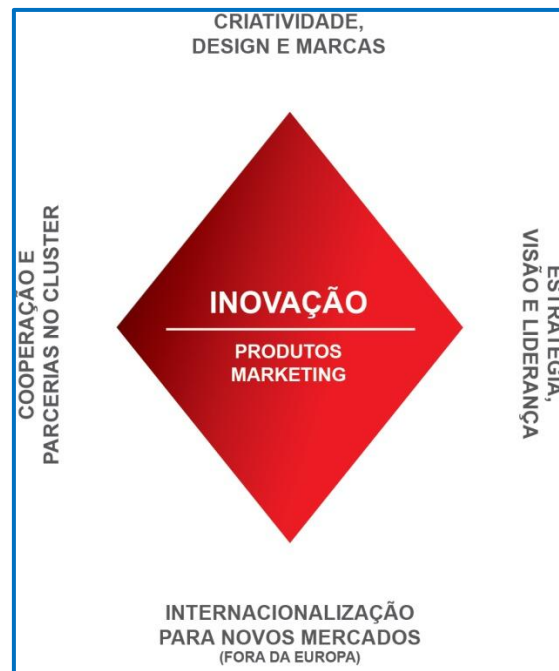 CRIATIVIDADE,
DESIGN E MARCAS
COOPERAÇÃO E
PARCERIAS NO CLUSTER
INOVAÇÃO
PRODUTOS
MARKETING
ESTRATÉGIA,
VISÃO E LIDERANÇA
INTERNACIONALIZAÇÃO
PARA NOVOS MERCADOS
(FORA DA EUROPA)